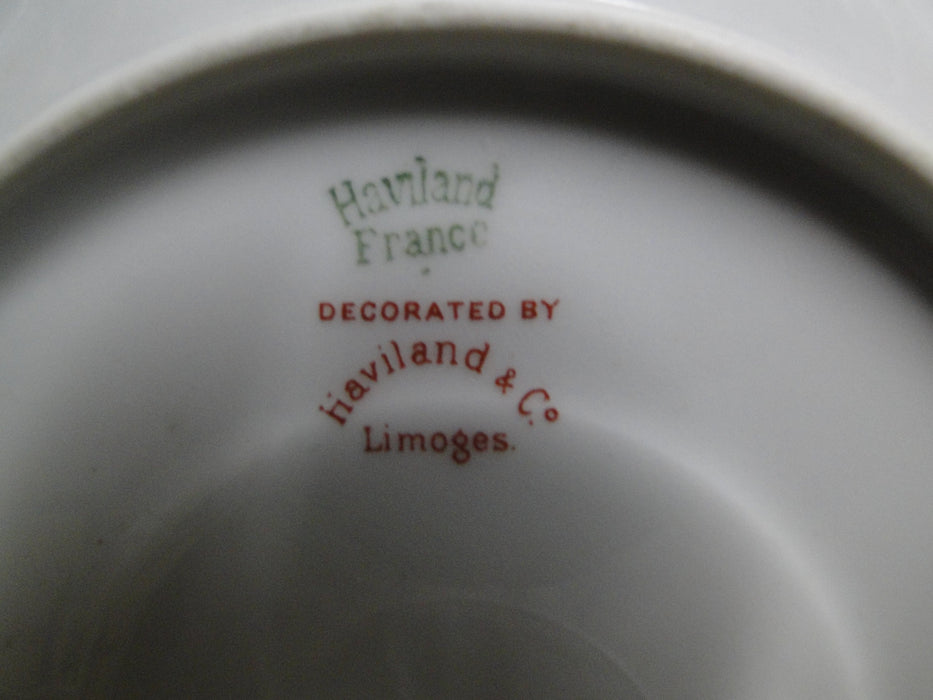 Haviland
France
DECORATED BY
Haviland & Co.
Limoges.